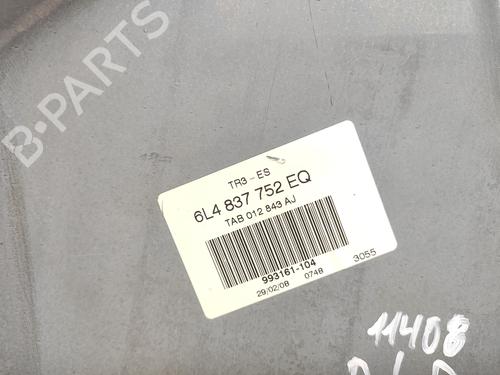 B-PARTS
TR3-ES
6L4 837 752 EQ
TAB 012 843 AJ
993161-104
29/02/08 0748 3055
11408